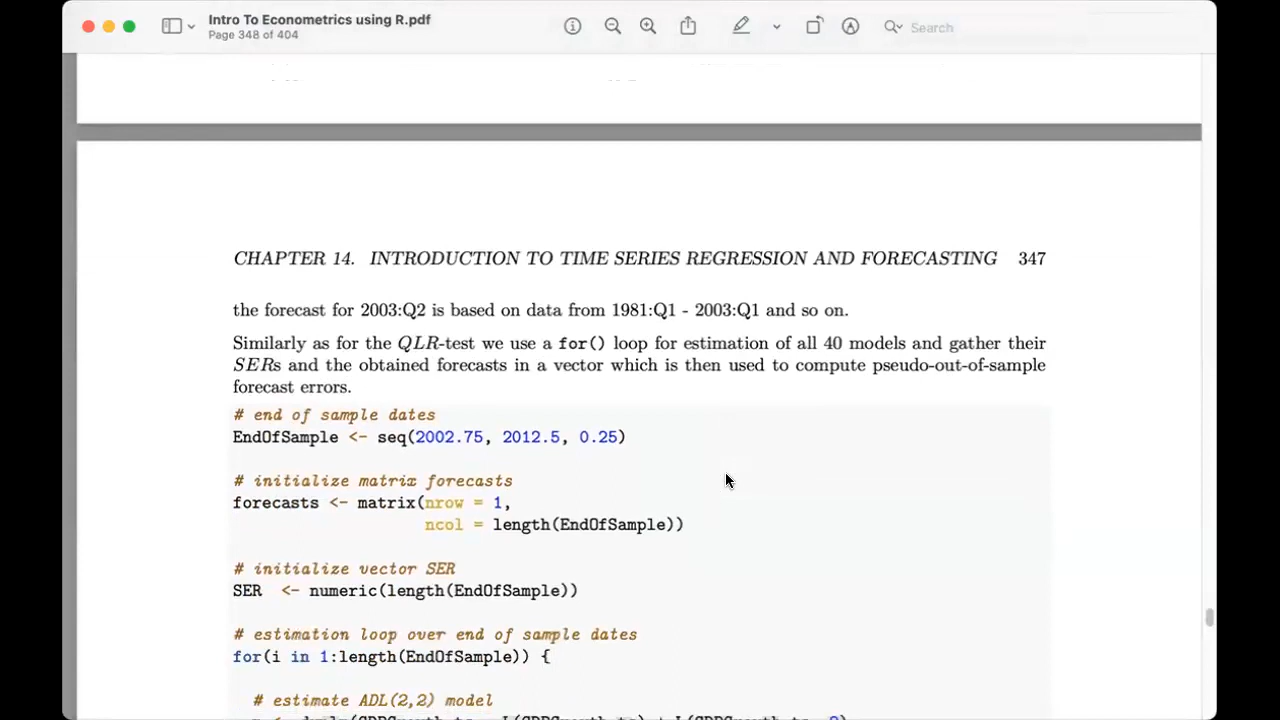 Intro To Econometrics using R.pdf
Page 348 of 404
Search
CHAPTER 14. INTRODUCTION TO TIME SERIES REGRESSION AND FORECASTING 347
the forecast for 2003:Q2 is based on data from 1981:Q1 - 2003:Q1 and so on.
Similarly as for the QLR-test we use a for() loop for estimation of all 40 models and gather their
SERs and the obtained forecasts in a vector which is then used to compute pseudo-out-of-sample
forecast errors.
# end of sample dates
EndOfSample <- seq(2002.75, 2012.5, 0.25)
# initialize matrix forecasts
forecasts <- matrix(nrow = 1,
ncol = length(EndOfSample))
# initialize vector SER
SER <- numeric(length(EndOfSample))
# estimation loop over end of sample dates
for(i in 1:length(EndOfSample)) {
# estimate ADL(2,2) model